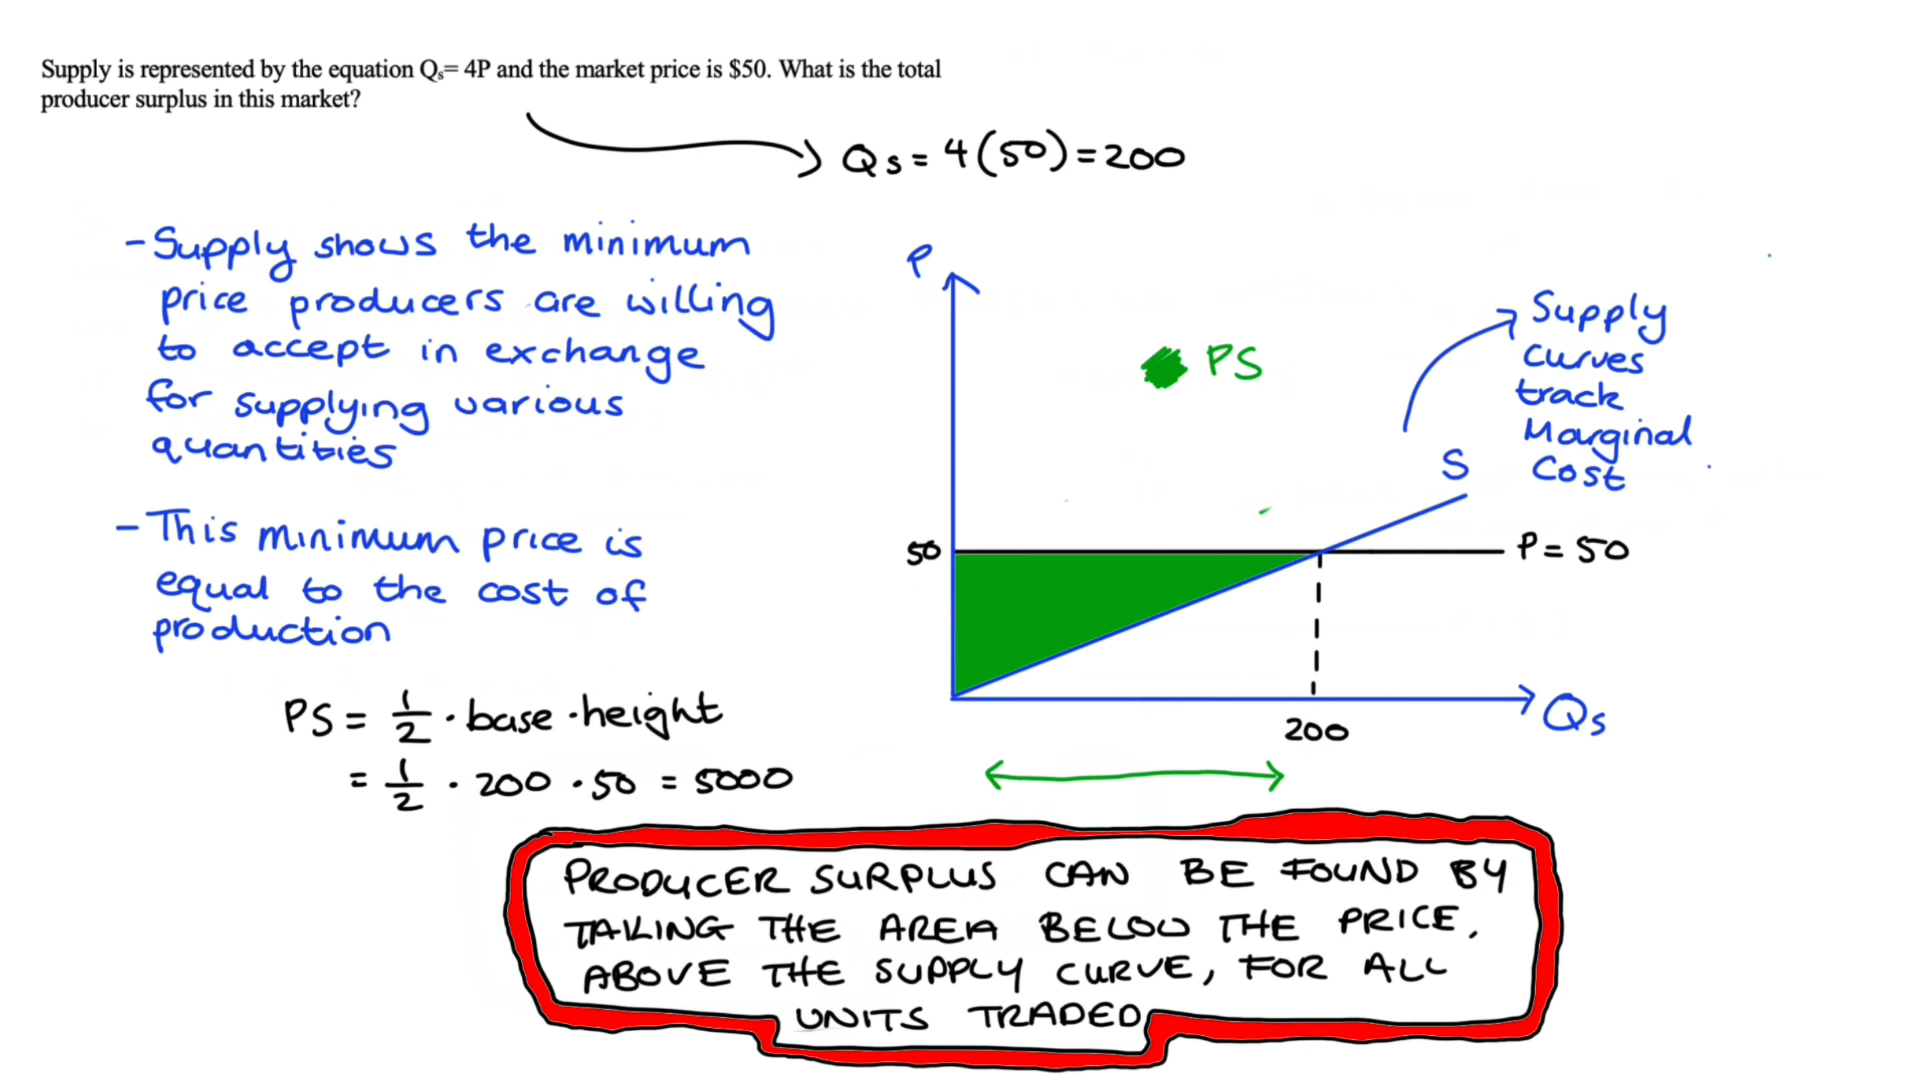 Supply is represented by the equation Qs= 4P and the market price is $50. What is the total
producer surplus in this market?
Qs = 4(50) = 200
- Supply shows the minimum
price producers are willing
to accept in exchange
for supplying various
quantities
- This minimum price is
equal to the cost of
production
PS = 1/2 · base · height
= 1/2 · 200 · 50 = 5000
P
PS
Supply
curves
track
Marginal
Cost
S
50
P = 50
200
Qs
PRODUCER SURPLUS CAN BE FOUND BY
TAKING THE AREA BELOW THE PRICE,
ABOVE THE SUPPLY CURVE, FOR ALL
UNITS TRADED